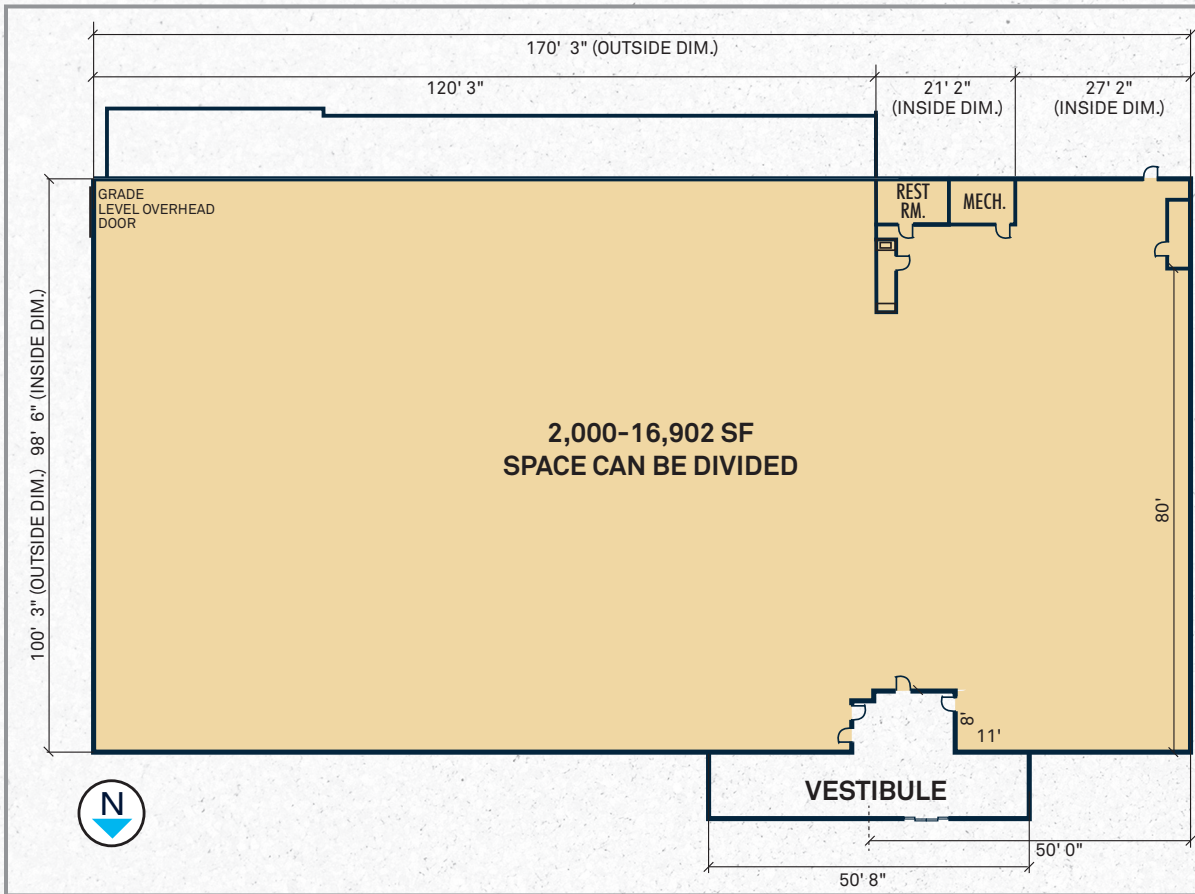 170' 3" (OUTSIDE DIM.)
120' 3"
21' 2"
(INSIDE DIM.)
27' 2"
(INSIDE DIM.)
GRADE
LEVEL OVERHEAD
DOOR
REST
RM.
MECH.
100' 3" (OUTSIDE DIM.) 98' 6" (INSIDE DIM.)
2,000-16,902 SF
SPACE CAN BE DIVIDED
80'
8'
11'
VESTIBULE
N
50' 0"
50' 8"